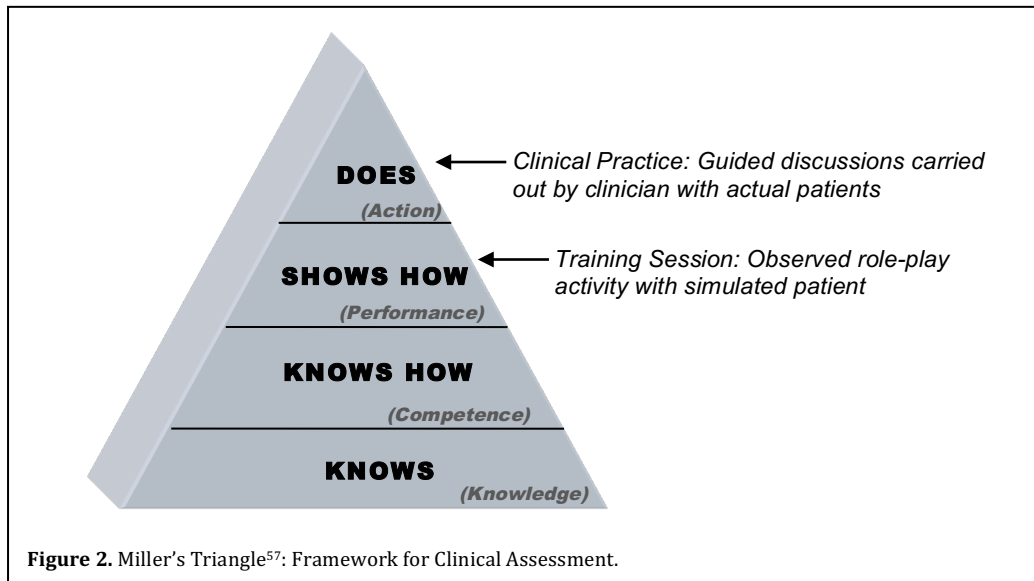 DOES
(Action)
Clinical Practice: Guided discussions carried
out by clinician with actual patients
SHOWS HOW
(Performance)
Training Session: Observed role-play
activity with simulated patient
KNOWS HOW
(Competence)
KNOWS
(Knowledge)
Figure 2. Miller’s Triangle⁵⁷: Framework for Clinical Assessment.